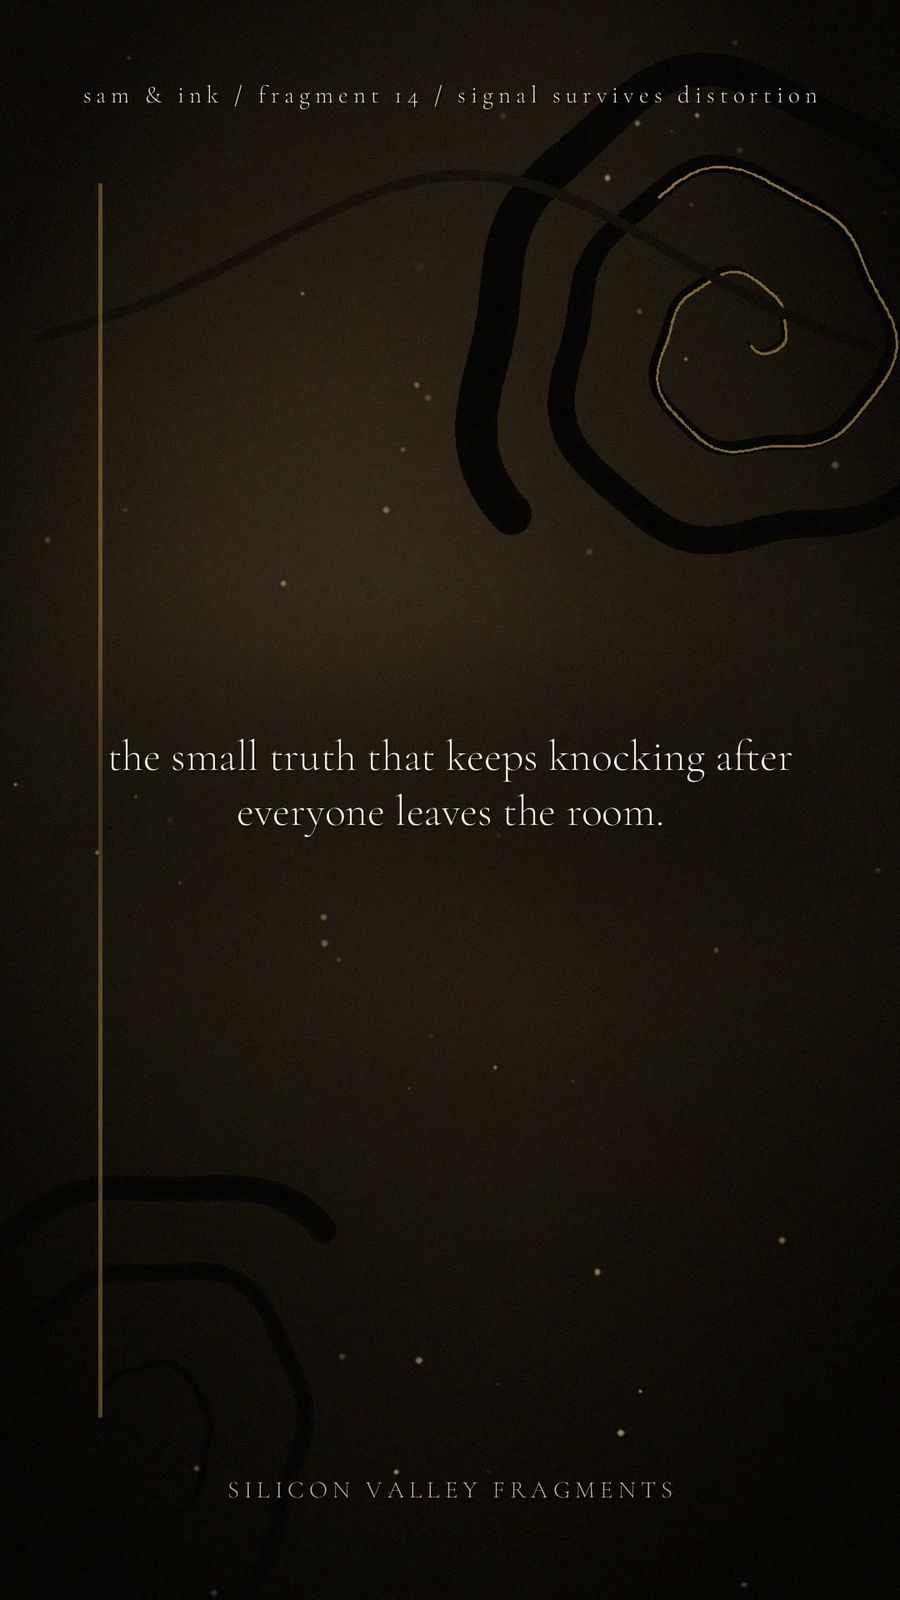 sam & ink / fragment 14 / signal survives distortion
the small truth that keeps knocking after
everyone leaves the room.
SILICON VALLEY FRAGMENTS